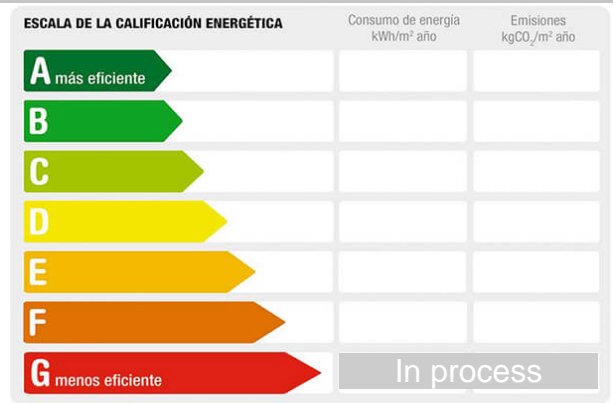 ESCALA DE LA CALIFICACIÓN ENERGÉTICA
Consumo de energía
kWh/m² año
Emisiones
kgCO₂/m² año
A más eficiente
B
C
D
E
F
G menos eficiente
In process